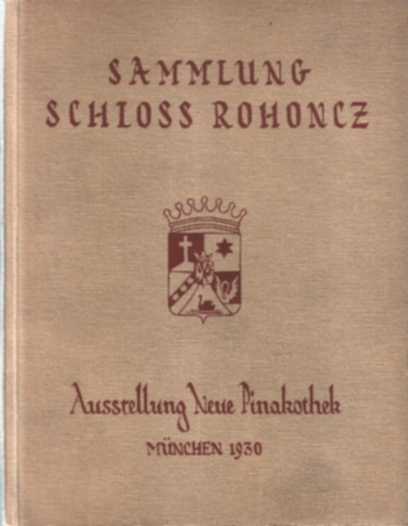 SAMMLUNG
SCHLOSS ROHONCZ
Ausstellung Neue Pinakothek
MÜNCHEN 1930